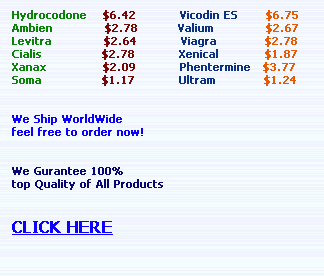 Hydrocodone $6.42 Vicodin ES $6.75
Ambien $2.78 Valium $2.67
Levitra $2.64 Viagra $2.78
Cialis $2.78 Xenical $1.87
Xanax $2.09 Phentermine $3.77
Soma $1.17 Ultram $1.24
We Ship WorldWide
feel free to order now!
We Gurantee 100%
top Quality of All Products
CLICK HERE